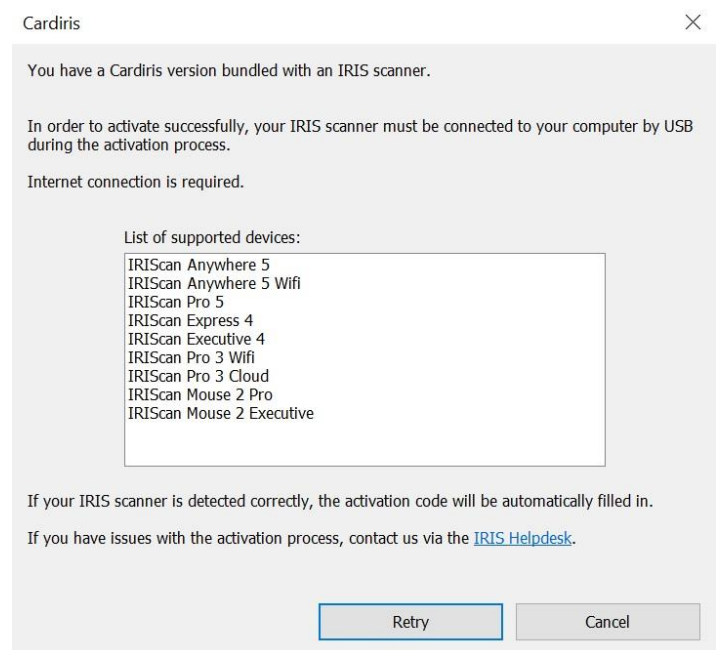 Cardiris
You have a Cardiris version bundled with an IRIS scanner.
In order to activate successfully, your IRIS scanner must be connected to your computer by USB
during the activation process.
Internet connection is required.
List of supported devices:
IRIScan Anywhere 5
IRIScan Anywhere 5 Wifi
IRIScan Pro 5
IRIScan Express 4
IRIScan Executive 4
IRIScan Pro 3 Wifi
IRIScan Pro 3 Cloud
IRIScan Mouse 2 Pro
IRIScan Mouse 2 Executive
If your IRIS scanner is detected correctly, the activation code will be automatically filled in.
If you have issues with the activation process, contact us via the IRIS Helpdesk.
Retry Cancel